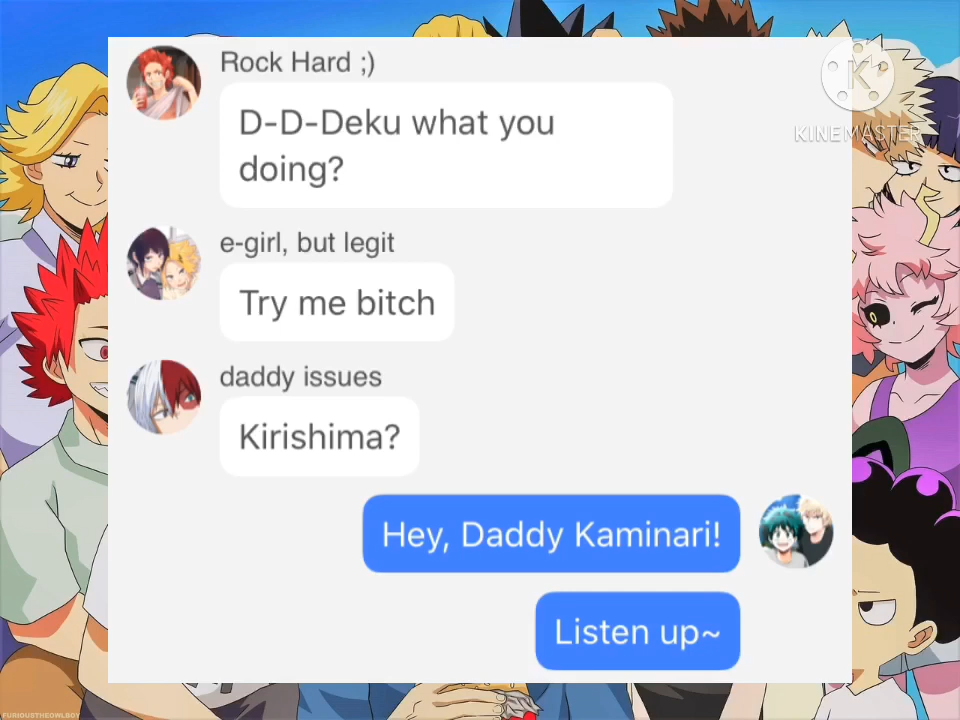 Rock Hard ;)
D-D-Deku what you
doing?
e-girl, but legit
Try me bitch
daddy issues
Kirishima?
Hey, Daddy Kaminari!
Listen up~
K
KINEMASTER
FURIOUSTHEOWLBOY